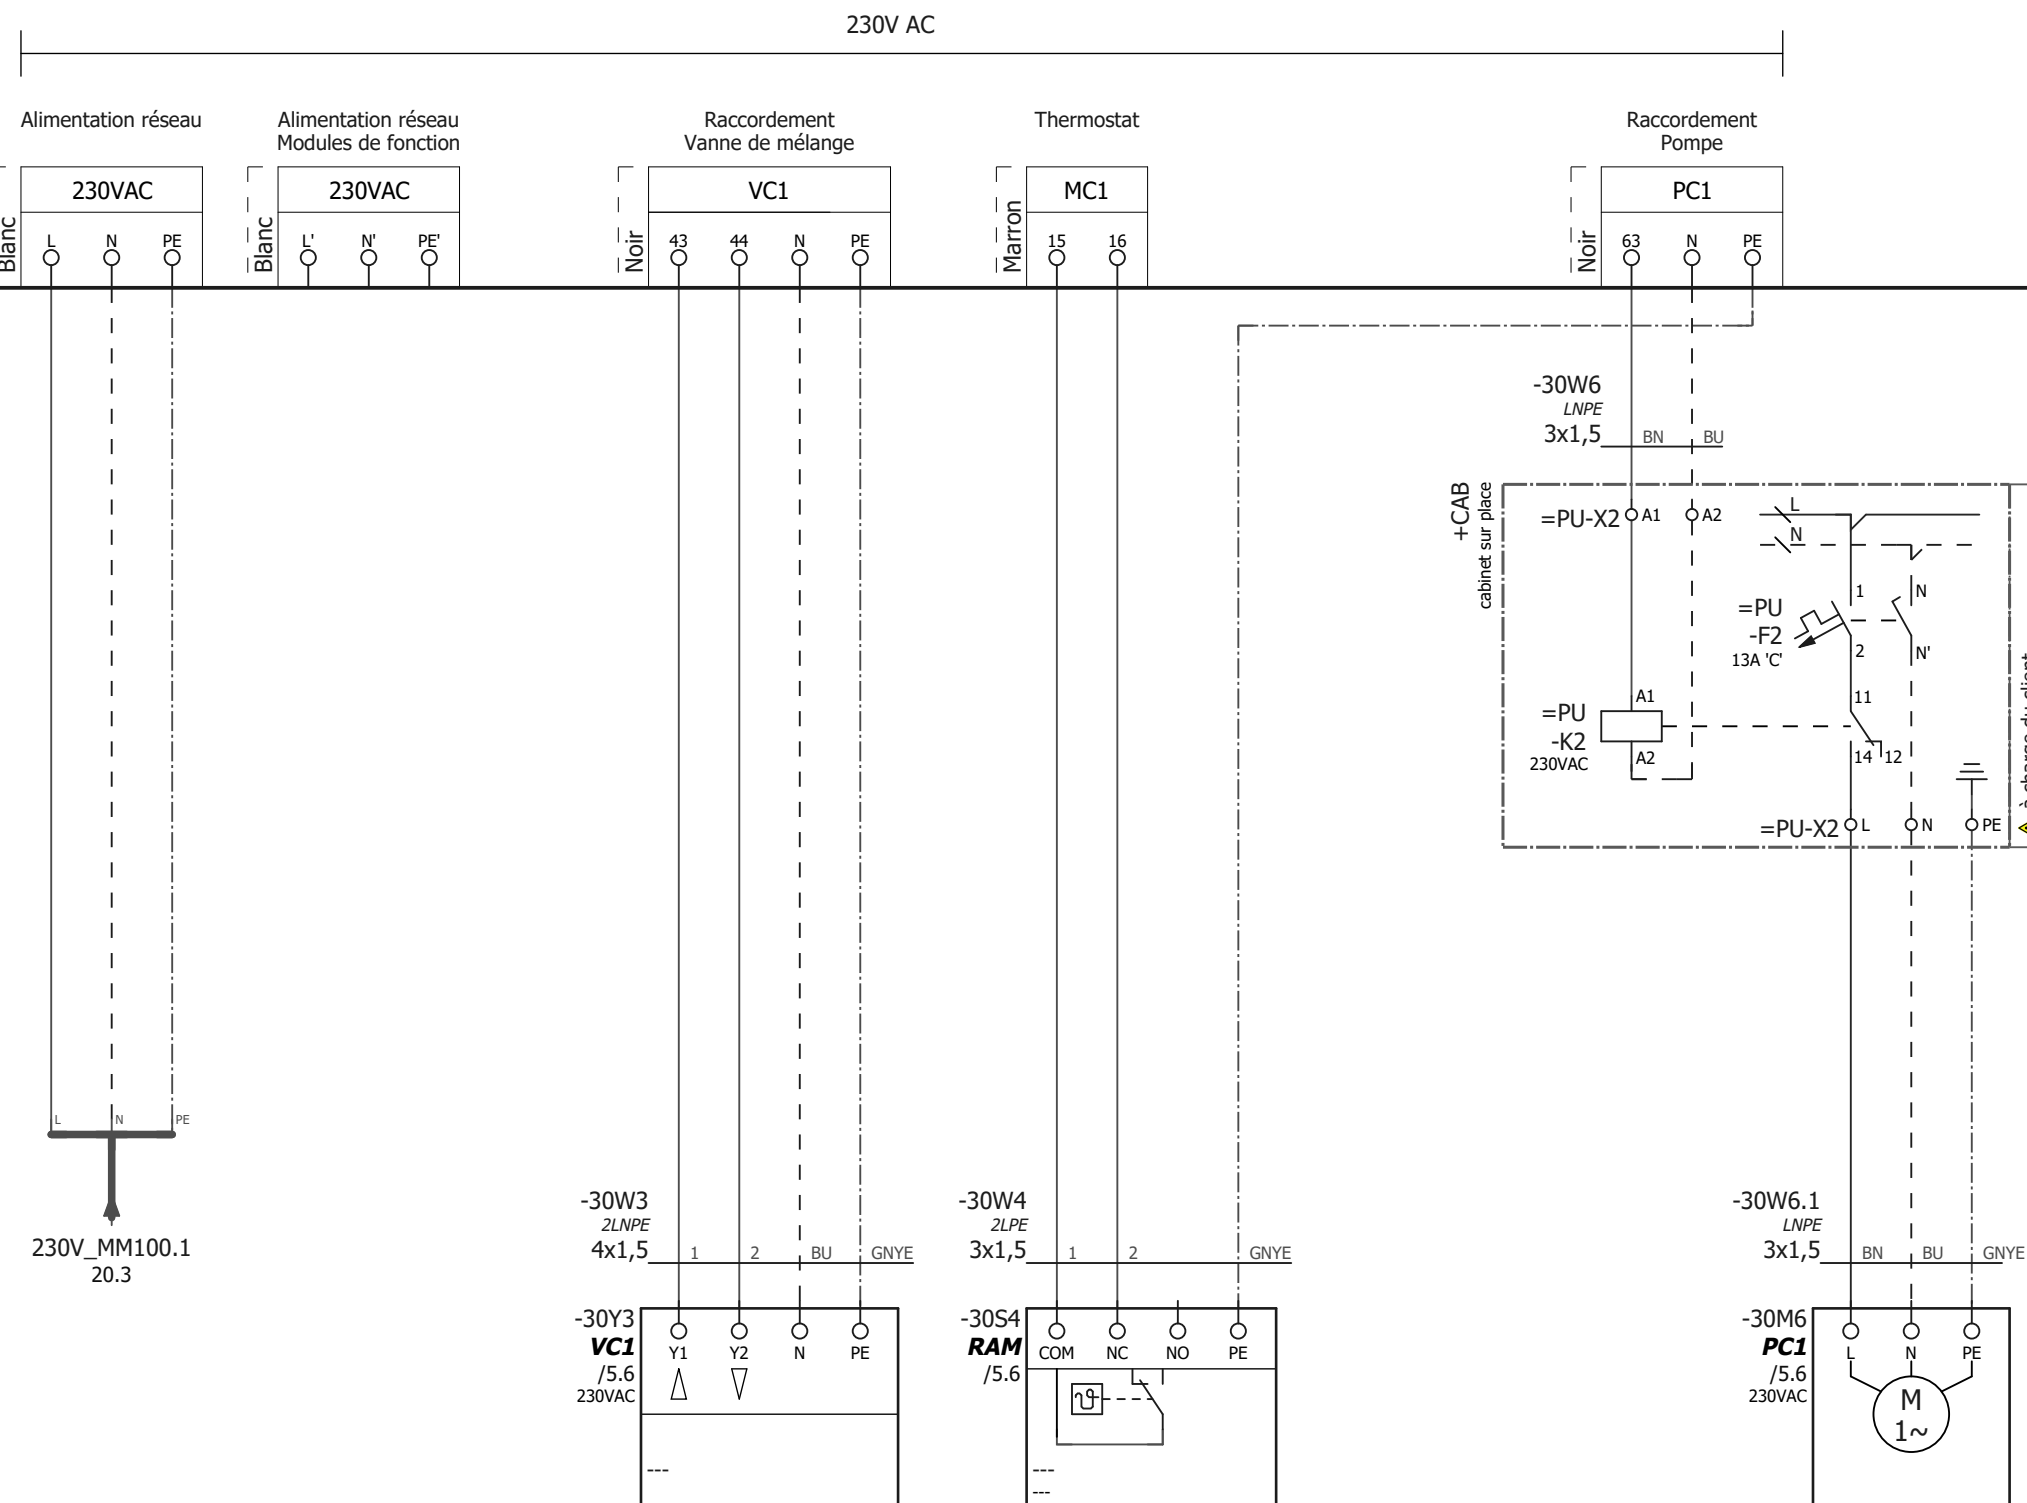 230V AC
Alimentation réseau
Alimentation réseau
Modules de fonction
Raccordement
Vanne de mélange
Thermostat
Raccordement
Pompe
Blanc
230VAC
L N PE
Blanc
230VAC
L' N' PE'
Noir
VC1
43 44 N PE
Marron
MC1
15 16
Noir
PC1
63 N PE
-30W6
LNPE
3x1,5 BN BU
+CAB
cabinet sur place
=PU-X2 A1 A2
L
N
=PU
-F2
13A 'C'
1 N
2 N'
=PU
-K2
230VAC
A1
A2
11
14 12
=PU-X2 L N PE
à charge du client
L N PE
230V_MM100.1
20.3
-30W3
2LNPE
4x1,5 1 2 BU GNYE
-30W4
2LPE
3x1,5 1 2 GNYE
-30W6.1
LNPE
3x1,5 BN BU GNYE
-30Y3
VC1
/5.6
230VAC
Y1 Y2 N PE
---
-30S4
RAM
/5.6
COM NC NO PE
ϑ
---
---
-30M6
PC1
/5.6
230VAC
L N PE
M
1~